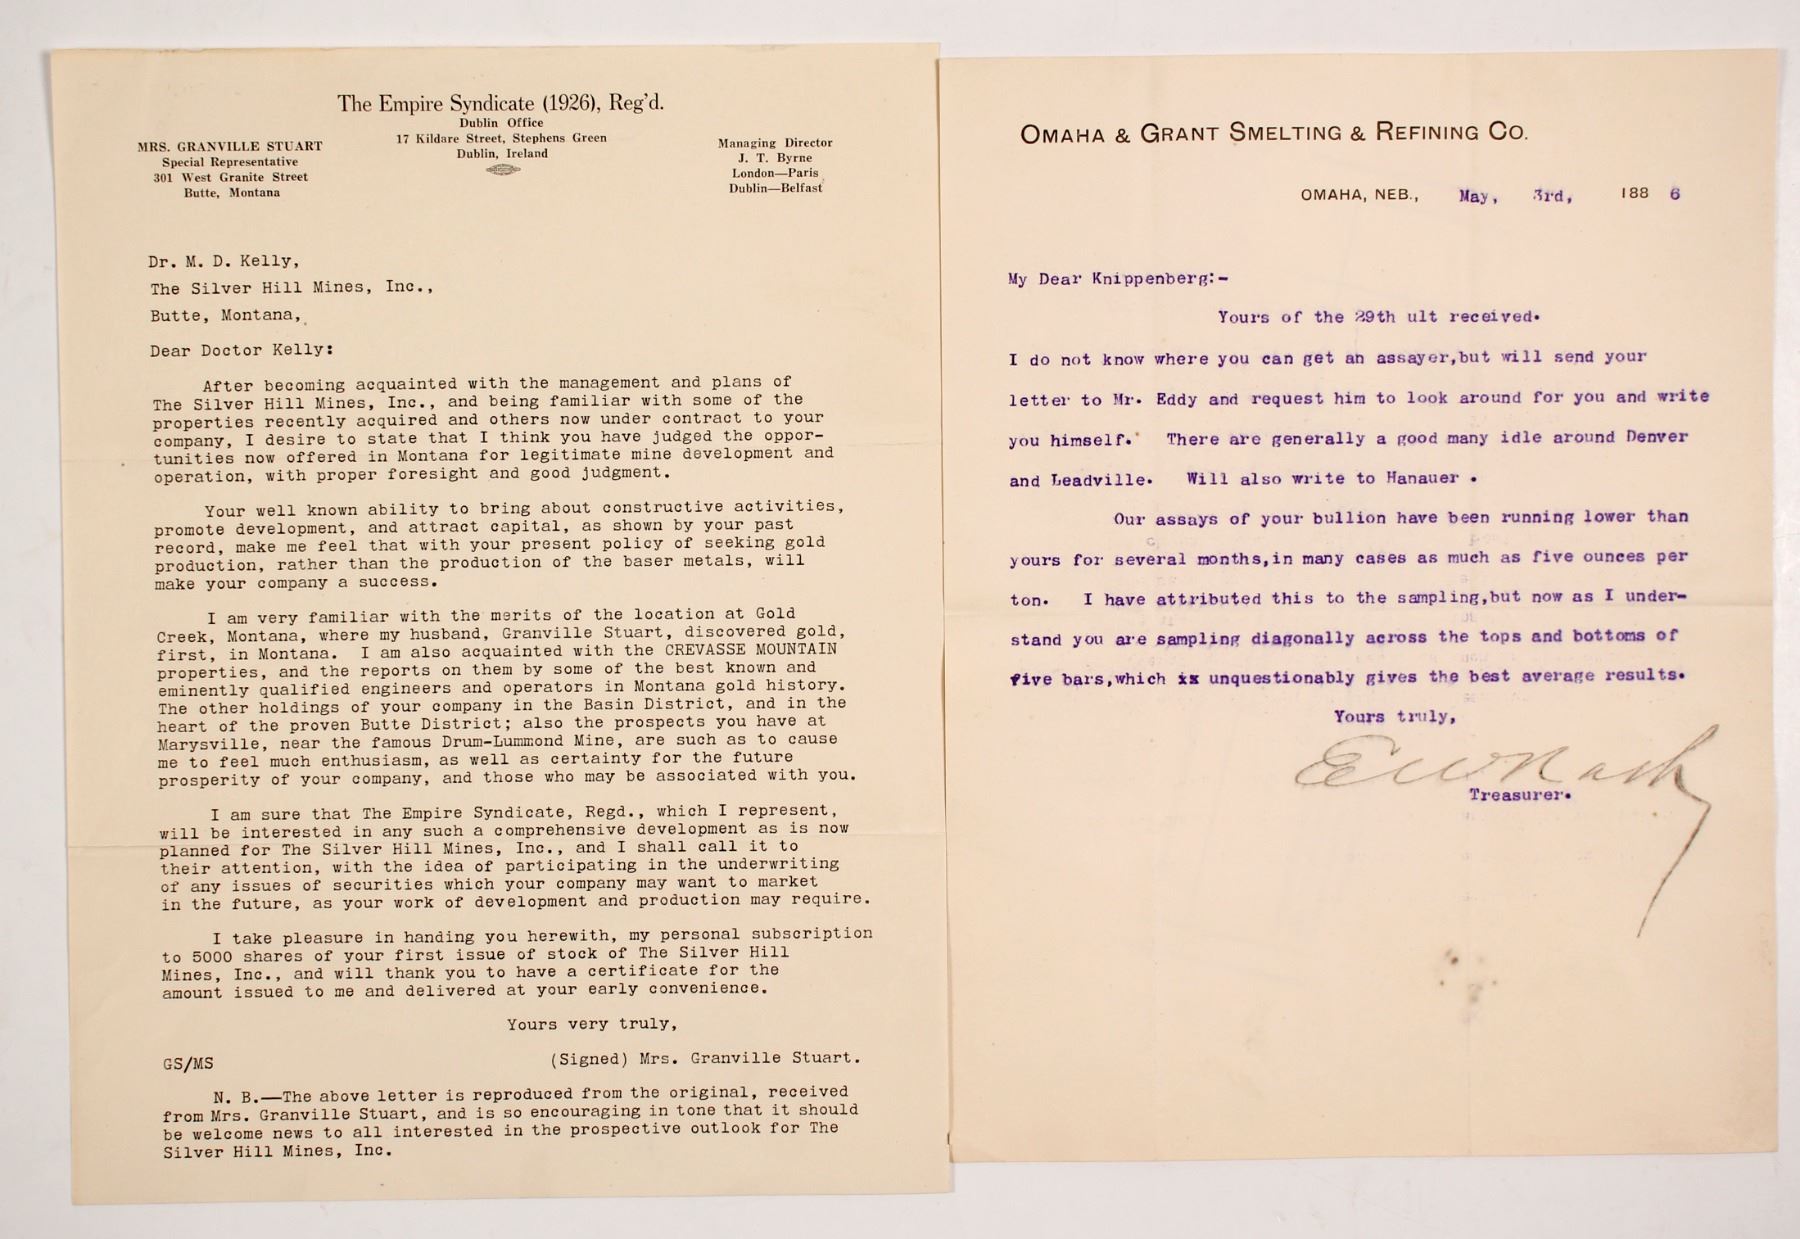 The Empire Syndicate (1926), Reg'd.
Dublin Office
17 Kildare Street, Stephens Green
Dublin, Ireland
MRS. GRANVILLE STUART
Special Representative
301 West Granite Street
Butte, Montana
Managing Director
J. T. Byrne
London—Paris
Dublin—Belfast
Dr. M. D. Kelly,
The Silver Hill Mines, Inc.,
Butte, Montana,
Dear Doctor Kelly:
After becoming acquainted with the management and plans of
The Silver Hill Mines, Inc., and being familiar with some of the
properties recently acquired and others now under contract to your
company, I desire to state that I think you have judged the oppor-
tunities now offered in Montana for legitimate mine development and
operation, with proper foresight and good judgment.
Your well known ability to bring about constructive activities,
promote development, and attract capital, as shown by your past
record, make me feel that with your present policy of seeking gold
production, rather than the production of the baser metals, will
make your company a success.
I am very familiar with the merits of the location at Gold
Creek, Montana, where my husband, Granville Stuart, discovered gold,
first, in Montana. I am also acquainted with the CREVASSE MOUNTAIN
properties, and the reports on them by some of the best known and
eminently qualified engineers and operators in Montana gold history.
The other holdings of your company in the Basin District, and in the
heart of the proven Butte District; also the prospects you have at
Marysville, near the famous Drum-Lummond Mine, are such as to cause
me to feel much enthusiasm, as well as certainty for the future
prosperity of your company, and those who may be associated with you.
I am sure that The Empire Syndicate, Regd., which I represent,
will be interested in any such a comprehensive development as is now
planned for The Silver Hill Mines, Inc., and I shall call it to
their attention, with the idea of participating in the underwriting
of any issues of securities which your company may want to market
in the future, as your work of development and production may require.
I take pleasure in handing you herewith, my personal subscription
to 5000 shares of your first issue of stock of The Silver Hill
Mines, Inc., and will thank you to have a certificate for the
amount issued to me and delivered at your early convenience.
Yours very truly,
GS/MS (Signed) Mrs. Granville Stuart.
N. B.—The above letter is reproduced from the original, received
from Mrs. Granville Stuart, and is so encouraging in tone that it should
be welcome news to all interested in the prospective outlook for The
Silver Hill Mines, Inc.
OMAHA & GRANT SMELTING & REFINING CO.
OMAHA, NEB., May, 3rd, 188 6
My Dear Knippenberg:-
Yours of the 29th ult received.
I do not know where you can get an assayer,but will send your
letter to Mr. Eddy and request him to look around for you and write
you himself. There are generally a good many idle around Denver
and Leadville. Will also write to Hanauer .
Our assays of your bullion have been running lower than
yours for several months,in many cases as much as five ounces per
ton. I have attributed this to the sampling,but now as I under-
stand you are sampling diagonally across the tops and bottoms of
five bars,which is unquestionably gives the best average results.
Yours truly,
E W Nash
Treasurer.